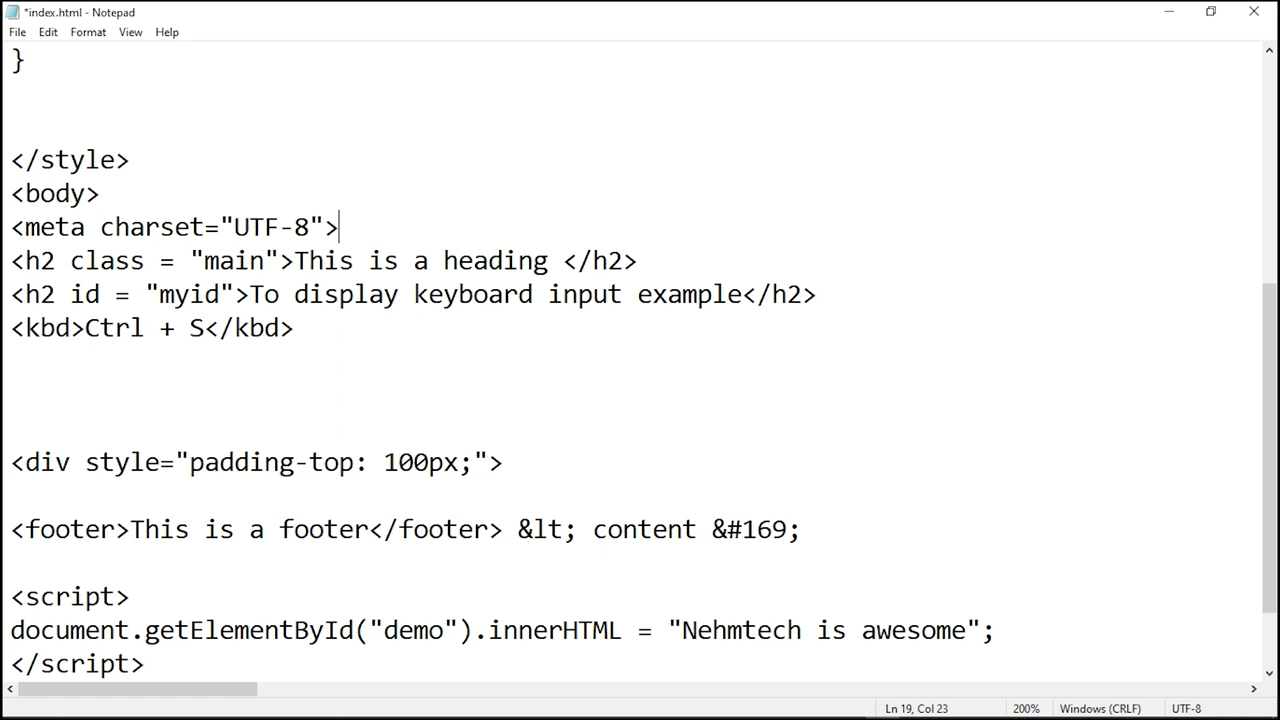 *index.html - Notepad
File Edit Format View Help
}
</style>
<body>
<meta charset="UTF-8">
<h2 class = "main">This is a heading </h2>
<h2 id = "myid">To display keyboard input example</h2>
<kbd>Ctrl + S</kbd>
<div style="padding-top: 100px;">
<footer>This is a footer</footer> &lt; content &#169;
<script>
document.getElementById("demo").innerHTML = "Nehmtech is awesome";
</script>
Ln 19, Col 23 200% Windows (CRLF) UTF-8